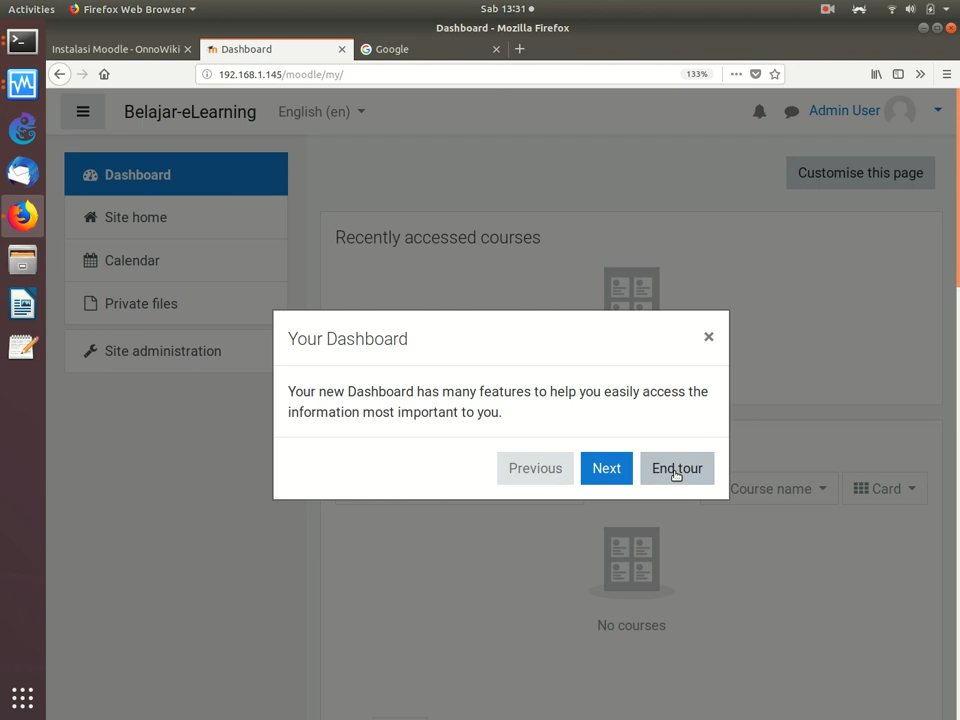 Activities Firefox Web Browser Sab 13:31
Dashboard - Mozilla Firefox
Instalasi Moodle - OnnoWiki Dashboard Google
192.168.1.145/moodle/my/ 133%
Belajar-eLearning English (en) Admin User
Dashboard
Customise this page
Site home
Recently accessed courses
Calendar
Private files
Site administration
Your Dashboard
Your new Dashboard has many features to help you easily access the
information most important to you.
Previous Next End tour
Course name Card
No courses